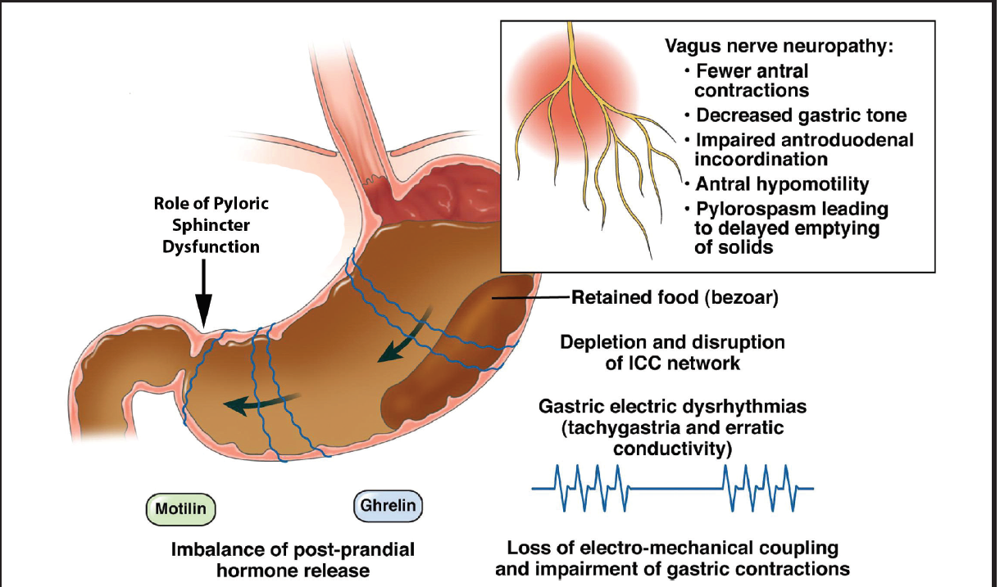 Vagus nerve neuropathy:
• Fewer antral
contractions
• Decreased gastric tone
• Impaired antroduodenal
incoordination
• Antral hypomotility
• Pylorospasm leading
to delayed emptying
of solids
Role of Pyloric
Sphincter
Dysfunction
Retained food (bezoar)
Depletion and disruption
of ICC network
Gastric electric dysrhythmias
(tachygastria and erratic
conductivity)
Motilin
Ghrelin
Imbalance of post-prandial
hormone release
Loss of electro-mechanical coupling
and impairment of gastric contractions